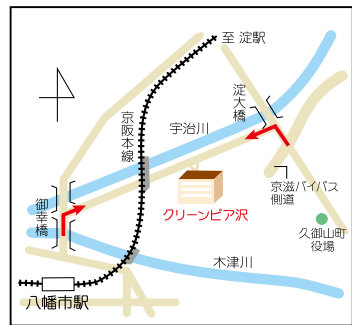 至 淀駅
淀大橋
京阪本線
宇治川
御幸橋
クリーンピア沢
京滋バイパス
側道
久御山町
役場
木津川
八幡市駅